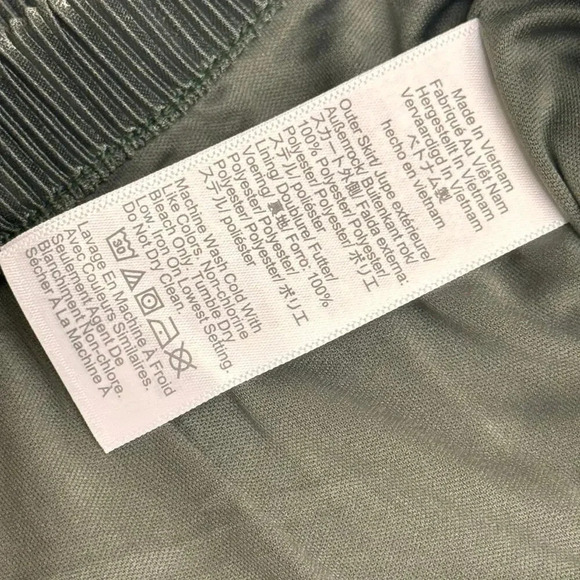 Made In Vietnam
Fabriqué Au Viêt Nam
Hergestellt In Vietnam
Vervaardigd In Vietnam
ベトナム製
hecho en vietnam
Outer Skirt/ Jupe extérieure/
Außenrock/ Buitenkant rok/
スカート外側/ Falda externa:
100% Polyester/ Polyester/
Polyester/ Polyester/ ポリエ
ステル/ poliéster
Lining/ Doublure/ Futter/
Voering/ 裏地/ Forro: 100%
Polyester/ Polyester/
Polyester/ Polyester/ ポリエ
ステル/ poliéster
Machine Wash Cold With
Like Colors. Non-chlorine
Bleach Only. Tumble Dry
Low. Iron On Lowest Setting.
Do Not Dry Clean.
30
Lavage En Machine À Froid
Avec Couleurs Similaires.
Seulement Agent De
Blanchiment Non-chlore.
Sécher À La Machine À